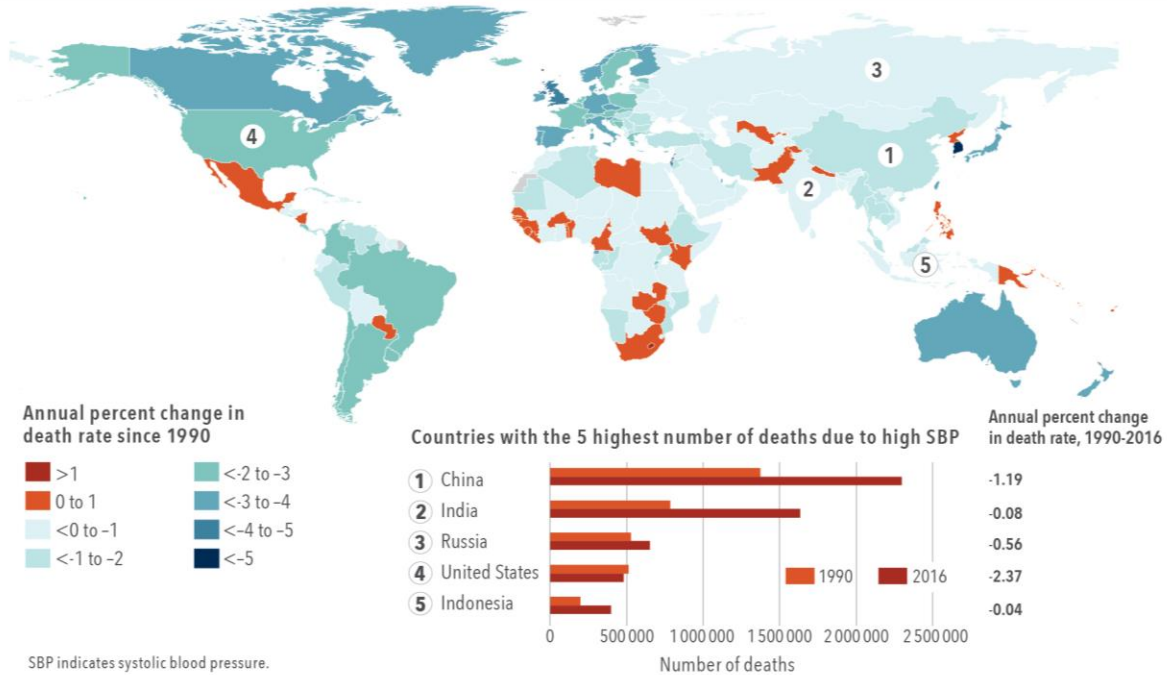 3
4
1
2
5
Annual percent change in
death rate since 1990
>1
0 to 1
<0 to –1
<-1 to –2
<-2 to –3
<-3 to –4
<–4 to –5
<–5
SBP indicates systolic blood pressure.
Countries with the 5 highest number of deaths due to high SBP
Annual percent change
in death rate, 1990-2016
1 China -1.19
2 India -0.08
3 Russia -0.56
4 United States -2.37
5 Indonesia -0.04
1990 2016
0 500 000 1 000 000 1 500 000 2 000 000 2 500 000
Number of deaths